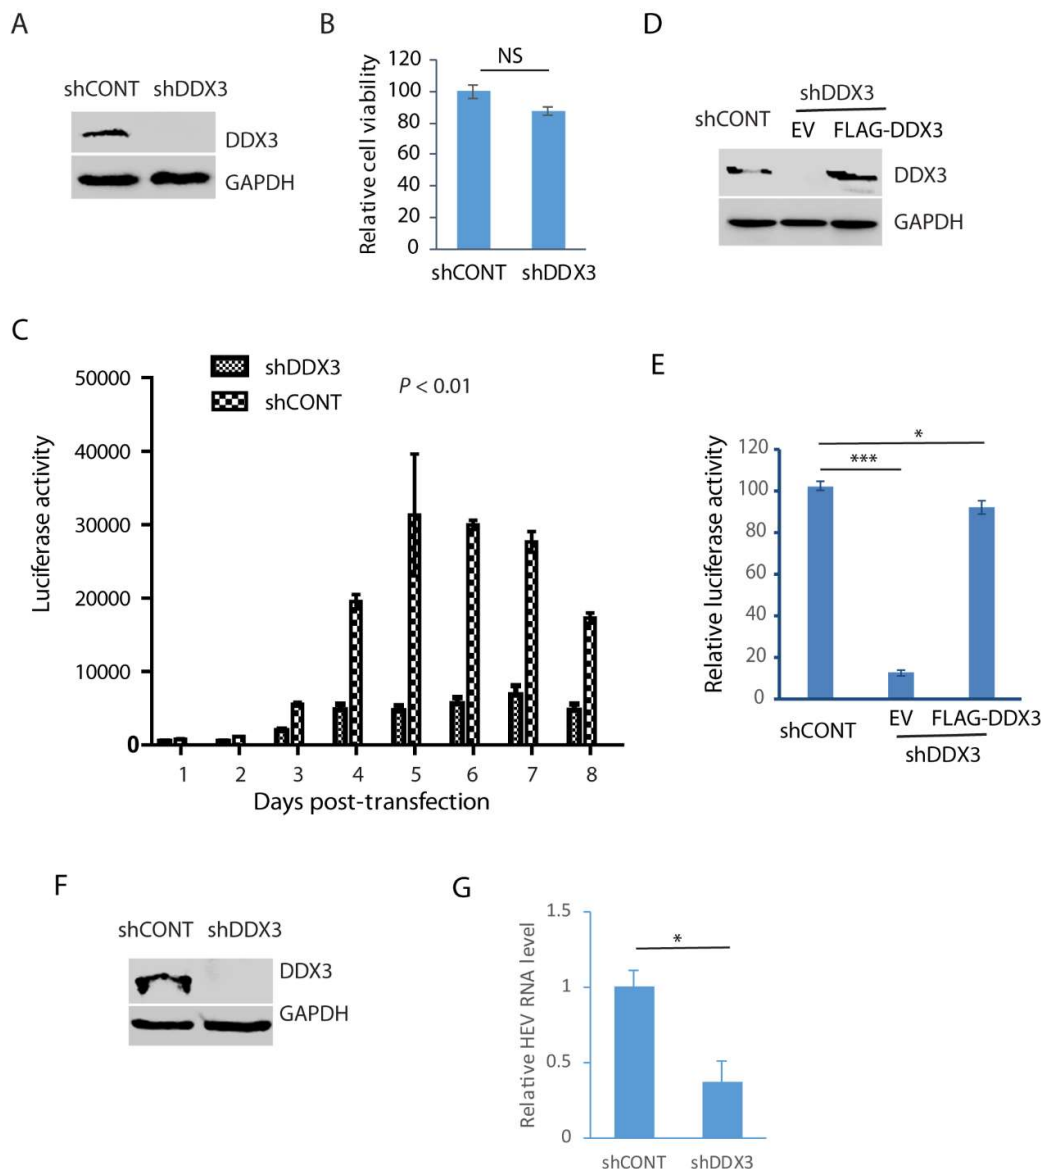 A
shCONT shDDX3
DDX3
GAPDH
B
Relative cell viability
120
100
80
60
40
20
0
NS
shCONT shDDX3
D
shDDX3
shCONT
EV FLAG-DDX3
DDX3
GAPDH
C
shDDX3
shCONT
P < 0.01
Luciferase activity
50000
40000
30000
20000
10000
0
1 2 3 4 5 6 7 8
Days post-transfection
E
Relative luciferase activity
120
100
80
60
40
20
0
*
***
shCONT EV FLAG-DDX3
shDDX3
F
shCONT shDDX3
DDX3
GAPDH
G
Relative HEV RNA level
1.5
1
0.5
0
*
shCONT shDDX3